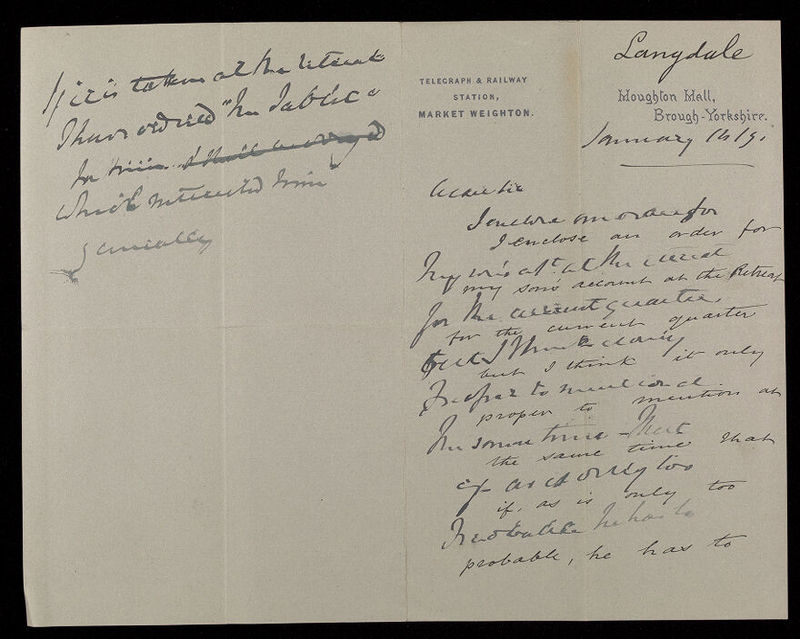 Langdale
TELEGRAPH & RAILWAY
STATION,
MARKET WEIGHTON.
Houghton Hall,
Brough-Yorkshire.
January
Dear Sir
I enclose an order for
I enclose an order for
my son's a/c at the Retreat
my son's account at the Retreat
for the current quarter,
for the current quarter
but I think it only
but I think it only
proper to mention at
proper to mention at
the same time - that
the same time that
if as is only too
if, as is only too
probable he has to
probable, he has to
If it is taken at the Retreat
I have ordered "the Tablet
for him
which interested him
generally